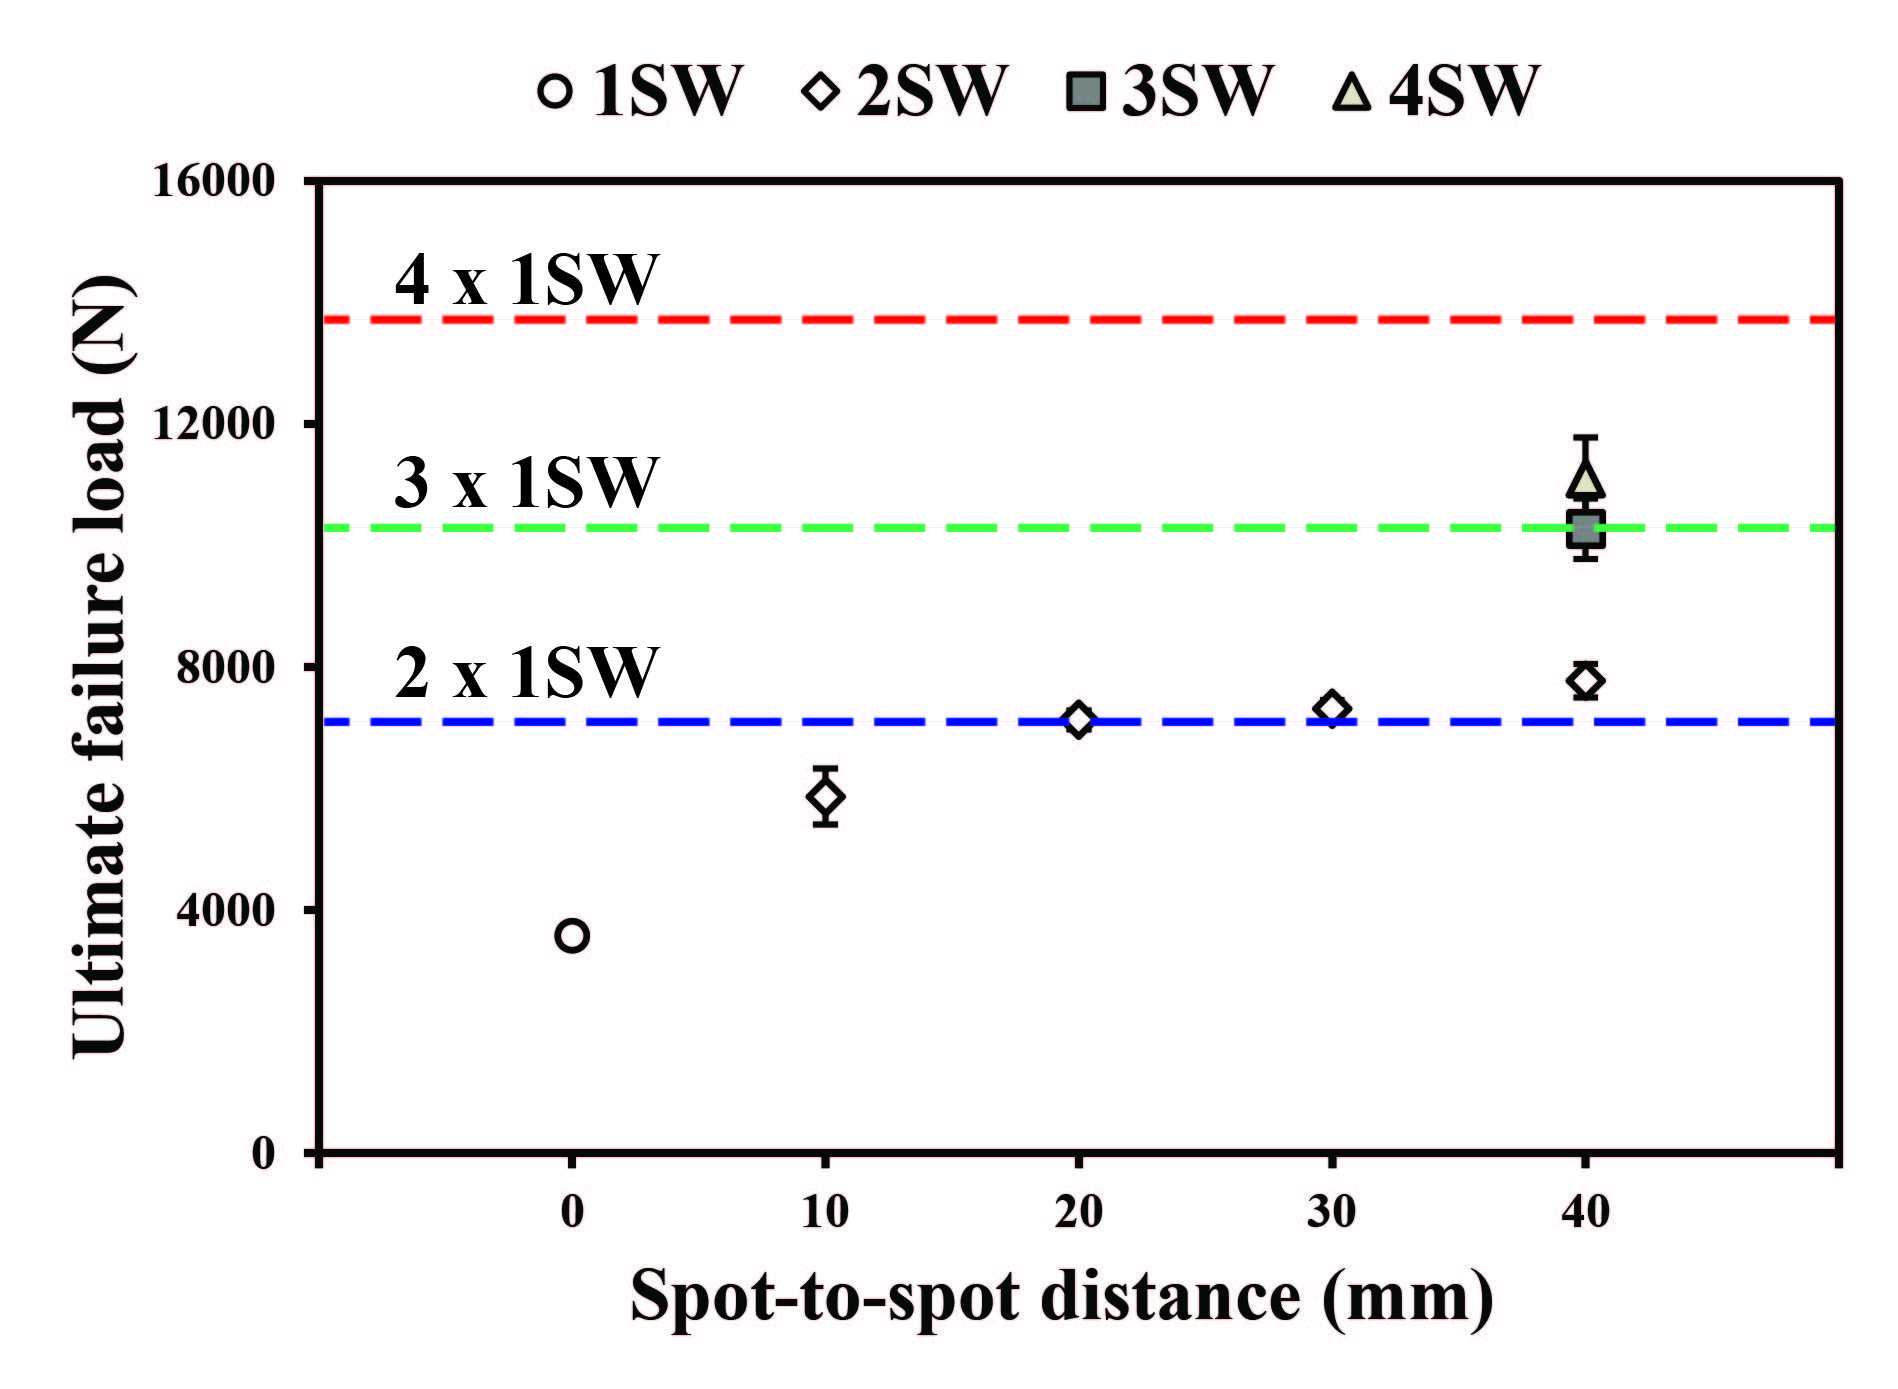 1SW 2SW 3SW 4SW
Ultimate failure load (N)
16000
12000
8000
4000
0
4 x 1SW
3 x 1SW
2 x 1SW
0 10 20 30 40
Spot-to-spot distance (mm)